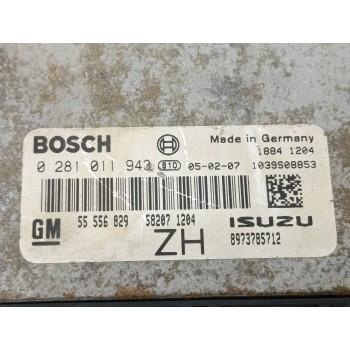 BOSCH
Made in Germany
1884 1204
0 281 011 943 810 05-02-07 1039S08853
GM
55 556 829 58207 1204 ISUZU
ZH 8973785712